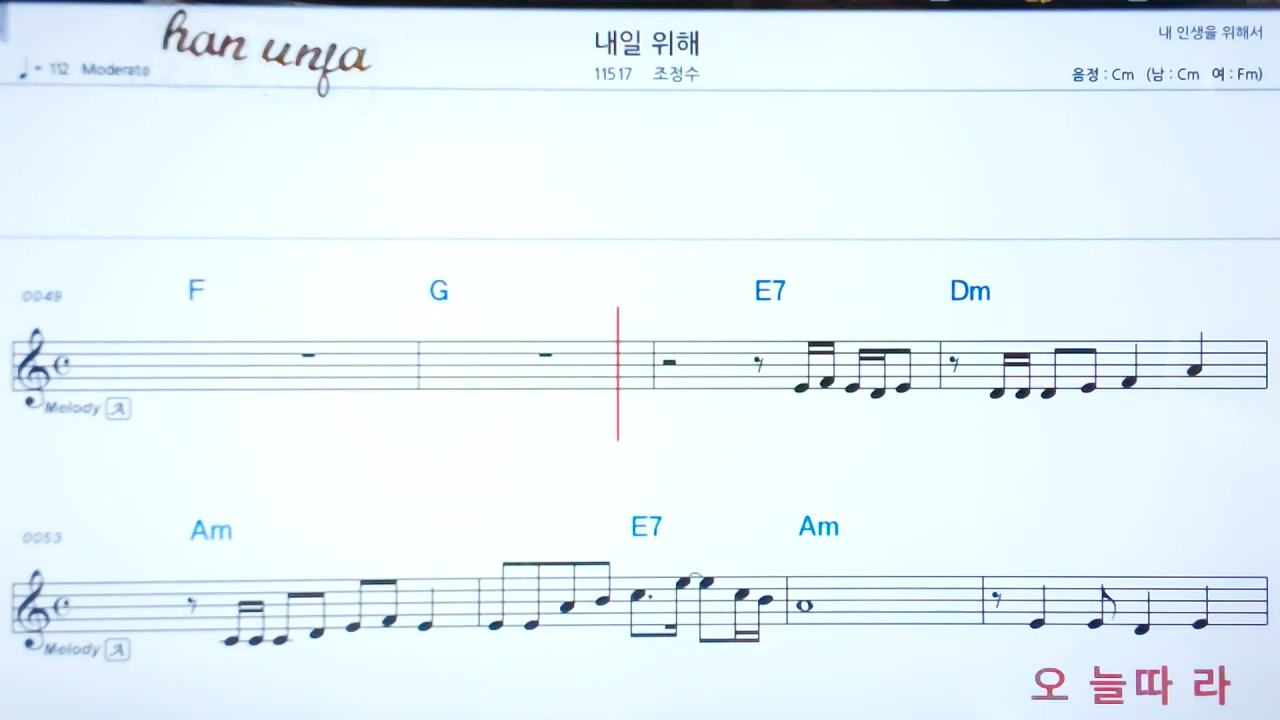 han unja
내일 위해
내 인생을 위해서
♩= 112 Moderato
11517 조정수
음정 : Cm (남 : Cm 여 : Fm)
0049 F G E7 Dm
Melody A
0053 Am E7 Am
Melody A
오 늘따 라